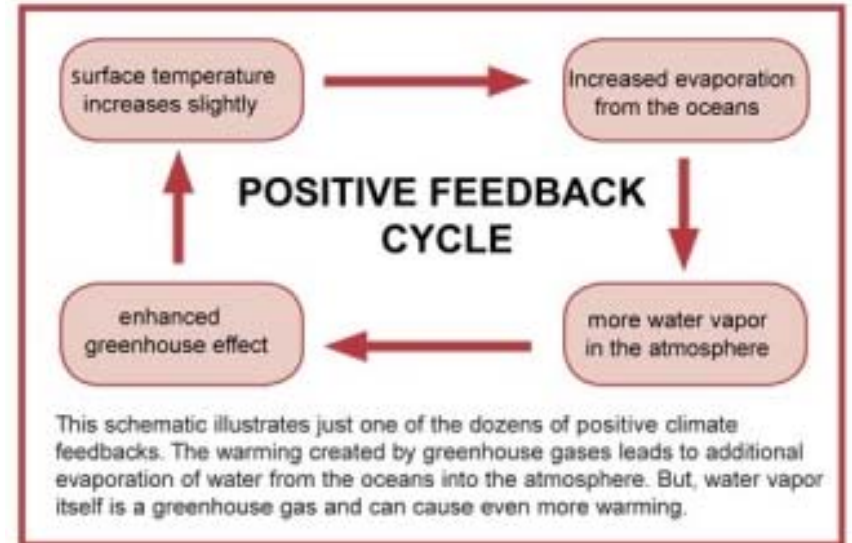 surface temperature
increases slightly
Increased evaporation
from the oceans
POSITIVE FEEDBACK
CYCLE
enhanced
greenhouse effect
more water vapor
in the atmosphere
This schematic illustrates just one of the dozens of positive climate
feedbacks. The warming created by greenhouse gases leads to additional
evaporation of water from the oceans into the atmosphere. But, water vapor
itself is a greenhouse gas and can cause even more warming.